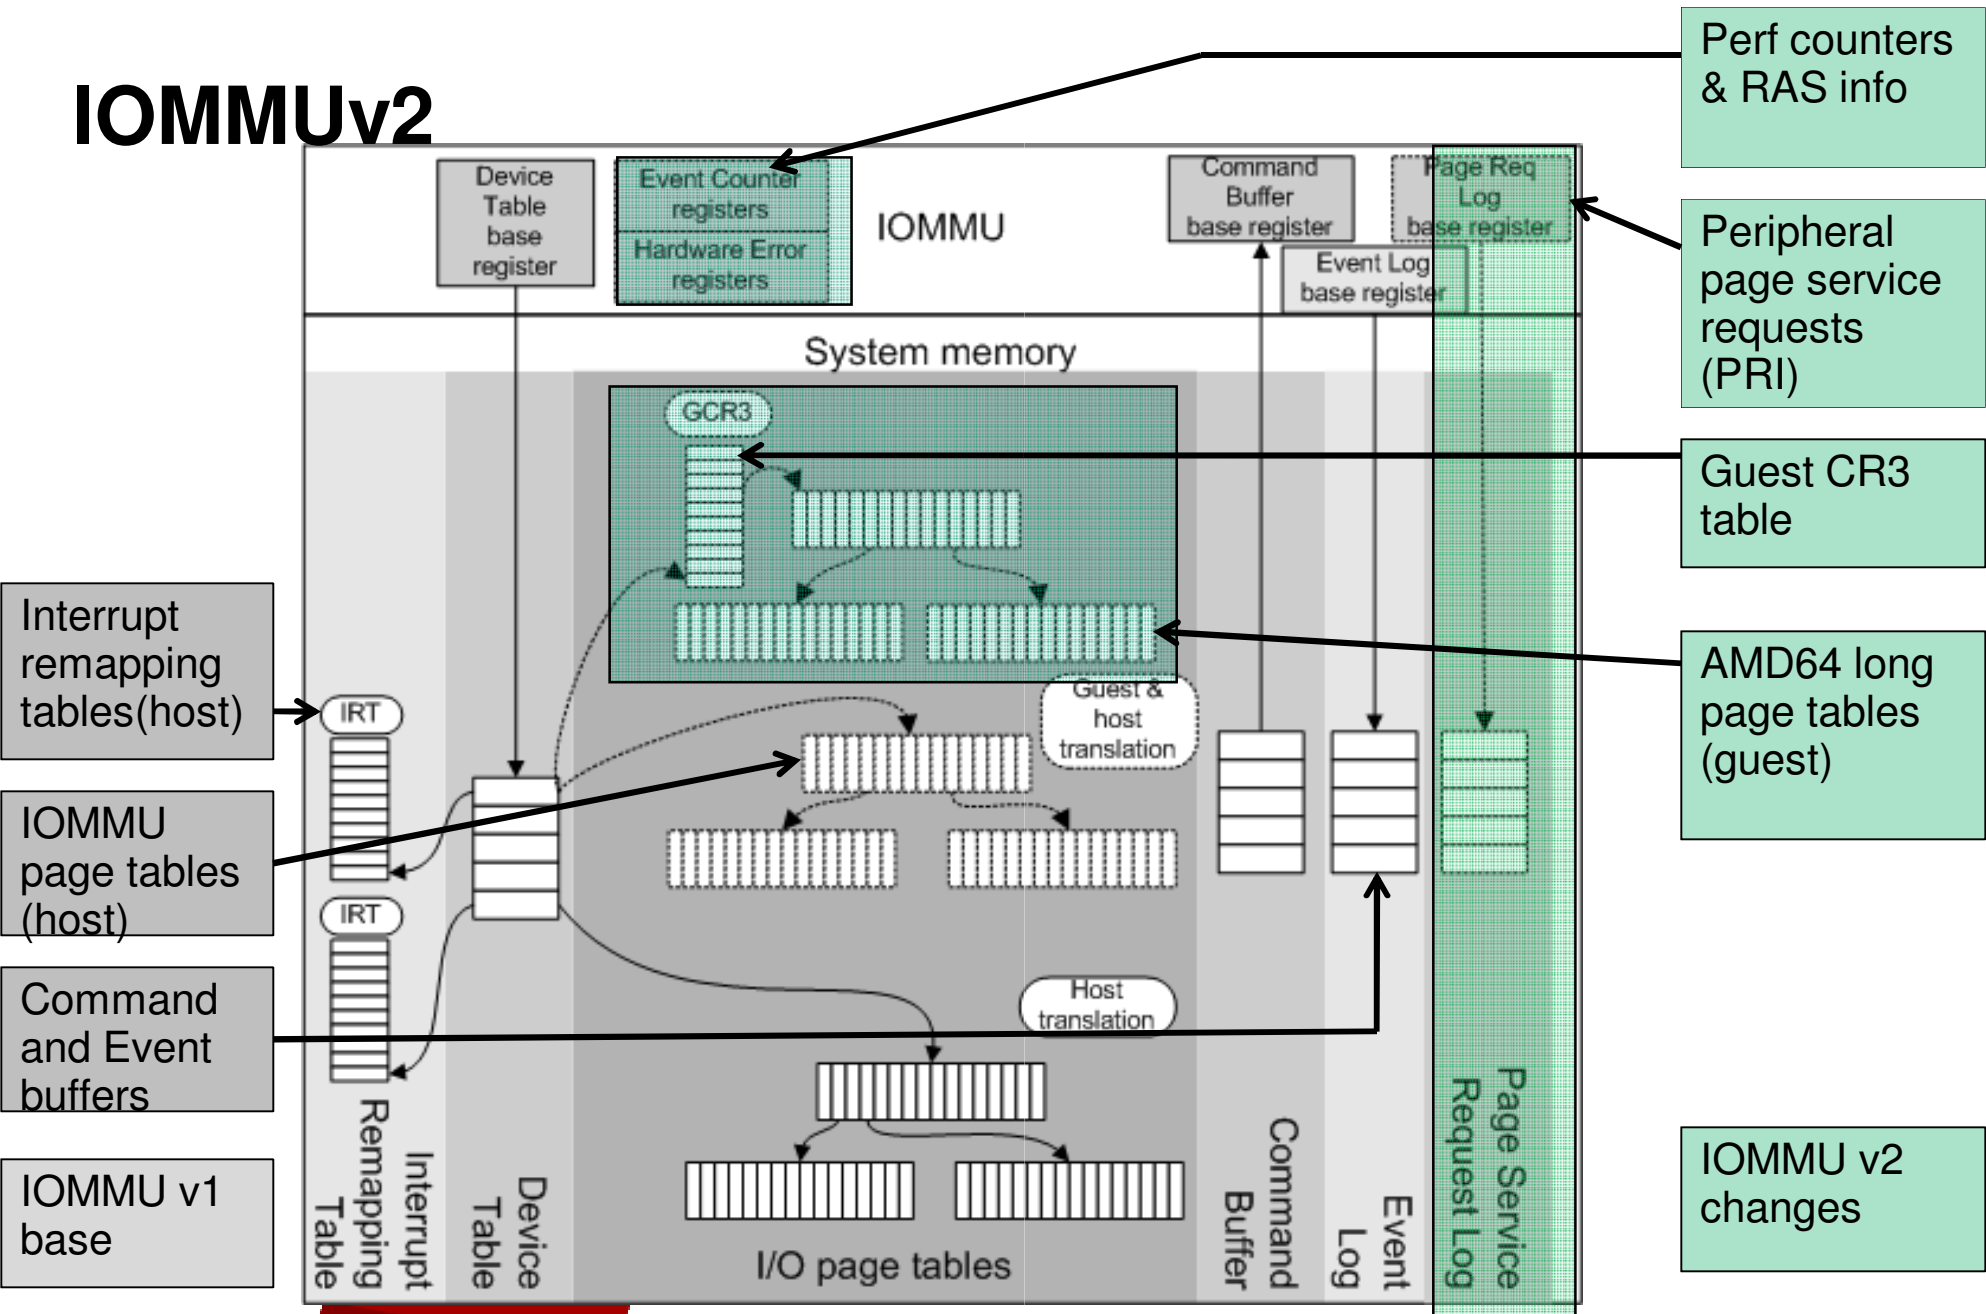 IOMMUv2
Perf counters
& RAS info
Peripheral
page service
requests
(PRI)
Guest CR3
table
AMD64 long
page tables
(guest)
IOMMU v2
changes
Interrupt
remapping
tables(host)
IOMMU
page tables
(host)
Command
and Event
buffers
IOMMU v1
base
Device
Table
base
register
Event Counter
registers
Hardware Error
registers
IOMMU
Command
Buffer
base register
Page Req
Log
base register
Event Log
base register
System memory
GCR3
Guest &
host
translation
IRT
IRT
Host
translation
Interrupt
Remapping
Table
Device
Table
I/O page tables
Command
Buffer
Event
Log
Page Service
Request Log